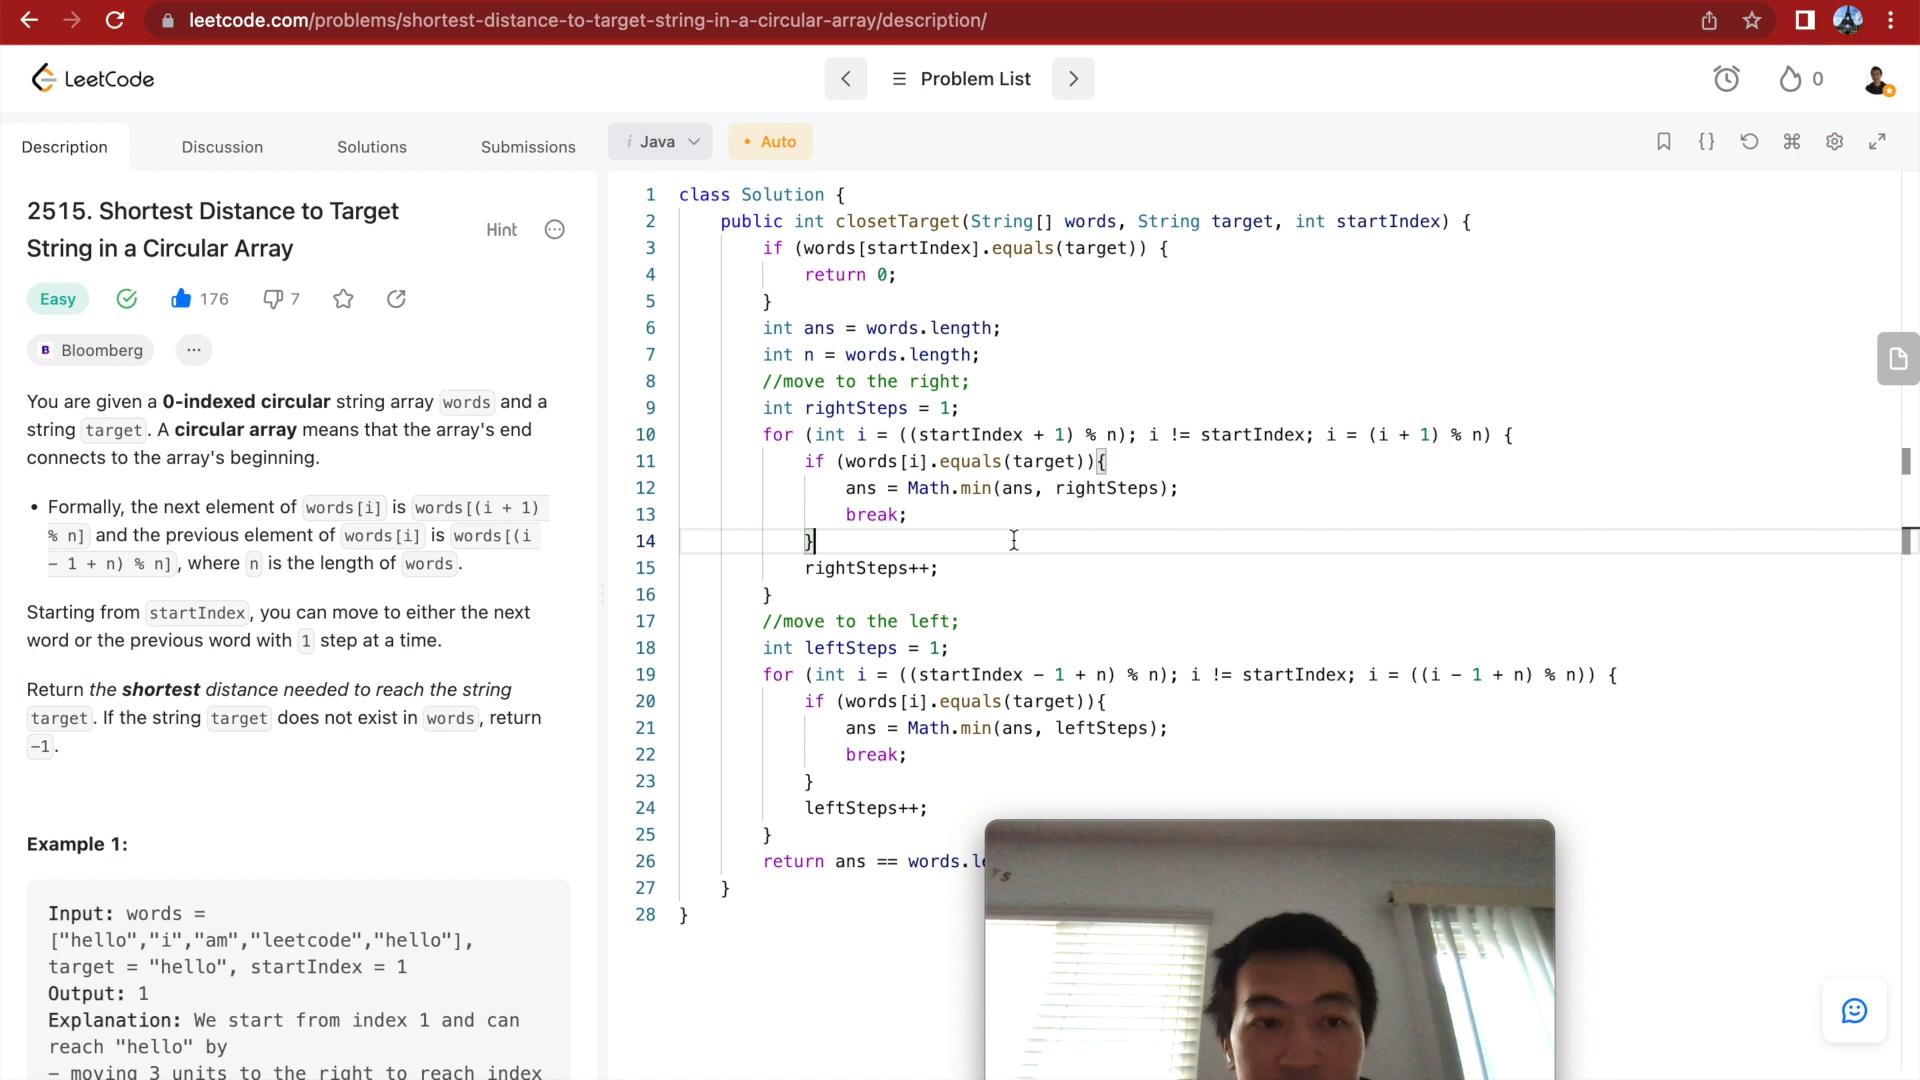 leetcode.com/problems/shortest-distance-to-target-string-in-a-circular-array/description/
LeetCode
Problem List
0
Description
Discussion
Solutions
Submissions
i Java
• Auto
2515. Shortest Distance to Target
String in a Circular Array
Hint
Easy
176
7
B Bloomberg
...
You are given a 0-indexed circular string array words and a
string target. A circular array means that the array's end
connects to the array's beginning.
• Formally, the next element of words[i] is words[(i + 1)
% n] and the previous element of words[i] is words[(i
- 1 + n) % n], where n is the length of words.
Starting from startIndex, you can move to either the next
word or the previous word with 1 step at a time.
Return the shortest distance needed to reach the string
target. If the string target does not exist in words, return
-1.
Example 1:
Input: words =
["hello","i","am","leetcode","hello"],
target = "hello", startIndex = 1
Output: 1
Explanation: We start from index 1 and can
reach "hello" by
- moving 3 units to the right to reach index
1 class Solution {
2 public int closetTarget(String[] words, String target, int startIndex) {
3 if (words[startIndex].equals(target)) {
4 return 0;
5 }
6 int ans = words.length;
7 int n = words.length;
8 //move to the right;
9 int rightSteps = 1;
10 for (int i = ((startIndex + 1) % n); i != startIndex; i = (i + 1) % n) {
11 if (words[i].equals(target)){
12 ans = Math.min(ans, rightSteps);
13 break;
14 }
15 rightSteps++;
16 }
17 //move to the left;
18 int leftSteps = 1;
19 for (int i = ((startIndex - 1 + n) % n); i != startIndex; i = ((i - 1 + n) % n)) {
20 if (words[i].equals(target)){
21 ans = Math.min(ans, leftSteps);
22 break;
23 }
24 leftSteps++;
25 }
26 return ans == words.le
27 }
28 }